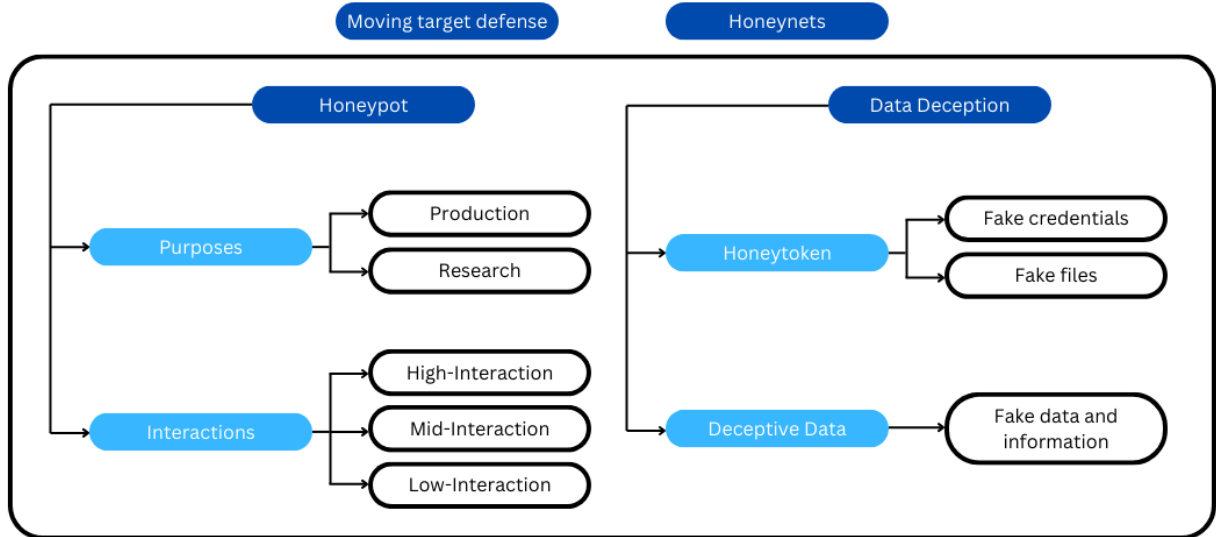 Moving target defense
Honeynets
Honeypot
Data Deception
Production
Fake credentials
Purposes
Honeytoken
Research
Fake files
High-Interaction
Interactions
Mid-Interaction
Deceptive Data
Fake data and
information
Low-Interaction